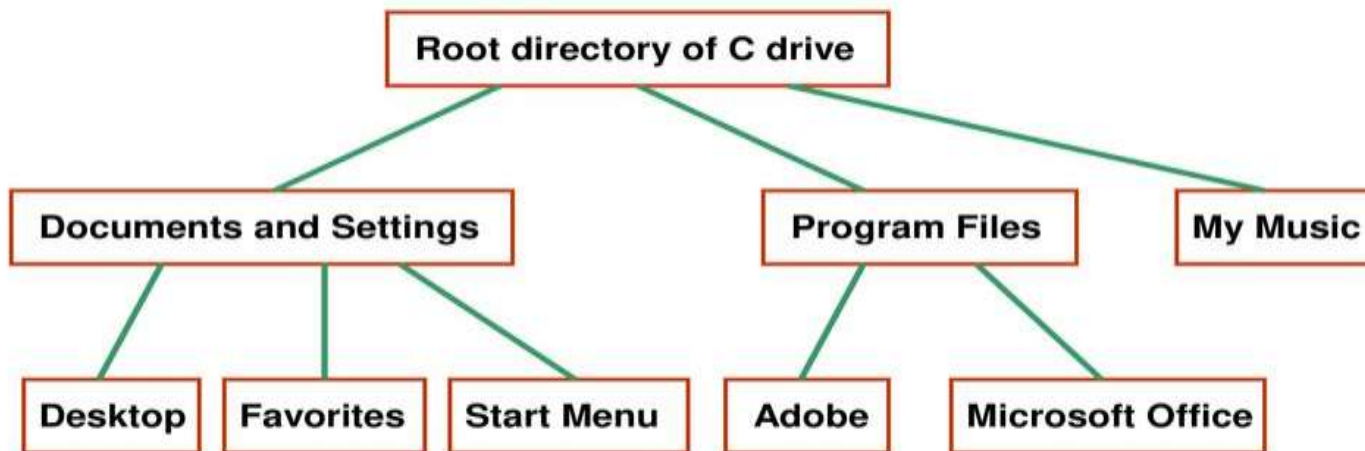 Root directory of C drive
Documents and Settings
Program Files
My Music
Desktop
Favorites
Start Menu
Adobe
Microsoft Office